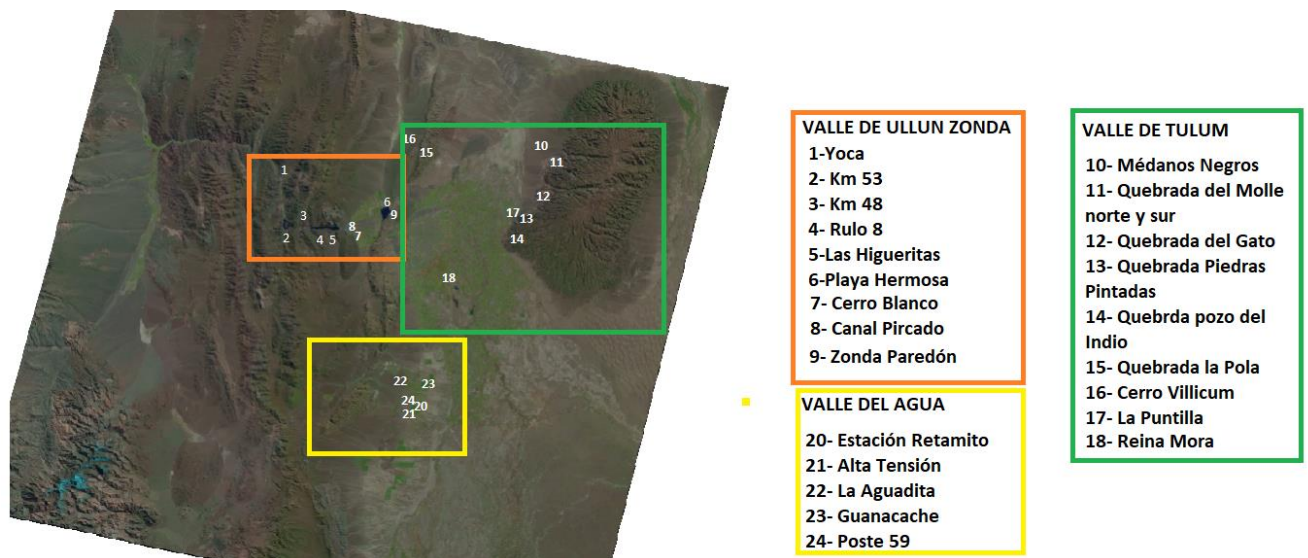 16
10
15
11
1
12
6
3
17
9
13
8
2
4
5
7
14
18
22
23
24
20
21
VALLE DE ULLUN ZONDA
1-Yoca
2- Km 53
3- Km 48
4- Rulo 8
5-Las Higueritas
6-Playa Hermosa
7- Cerro Blanco
8- Canal Pircado
9- Zonda Paredón
VALLE DEL AGUA
20- Estación Retamito
21- Alta Tensión
22- La Aguadita
23- Guanacache
24- Poste 59
VALLE DE TULUM
10- Médanos Negros
11- Quebrada del Molle
norte y sur
12- Quebrada del Gato
13- Quebrada Piedras
Pintadas
14- Quebrda pozo del
Indio
15- Quebrada la Pola
16- Cerro Villicum
17- La Puntilla
18- Reina Mora